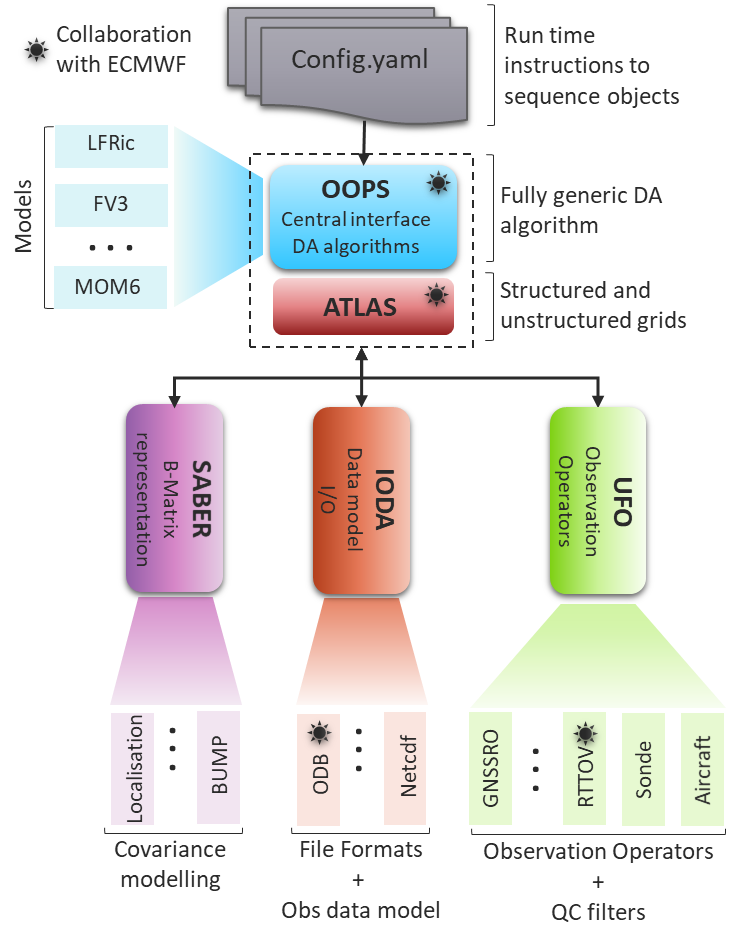 Collaboration
with ECMWF
Config.yaml
Run time
instructions to
sequence objects
Models
LFRic
FV3
MOM6
OOPS
Central interface
DA algorithms
Fully generic DA
algorithm
ATLAS
Structured and
unstructured grids
SABER
B-Matrix
representation
IODA
Data model
I/O
UFO
Observation
Operators
Localisation
BUMP
ODB
Netcdf
GNSSRO
RTTOV
Sonde
Aircraft
Covariance
modelling
File Formats
+
Obs data model
Observation Operators
+
QC filters